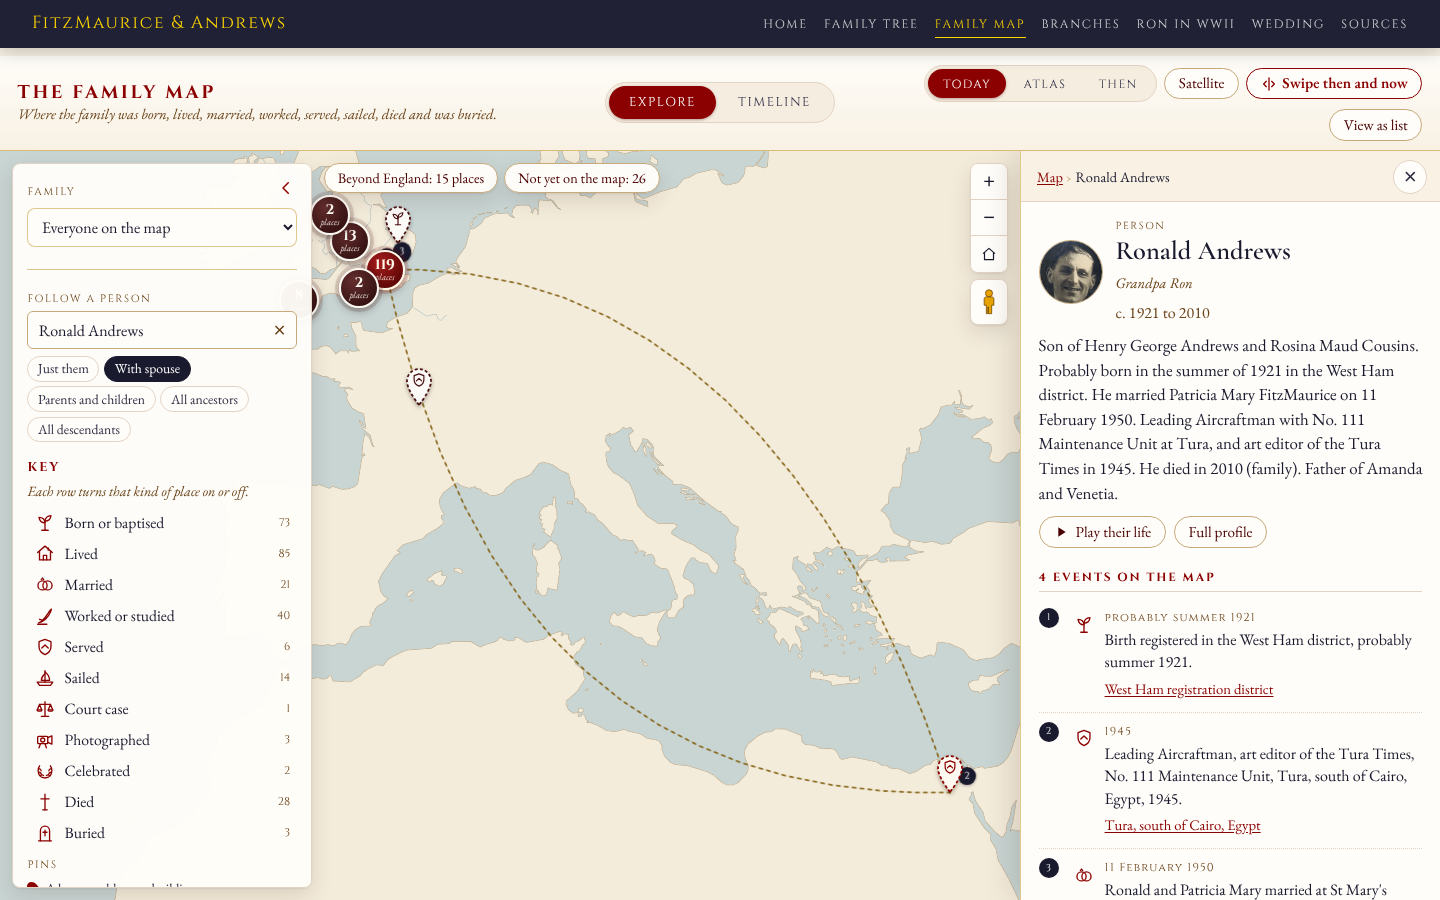 FITZMAURICE & ANDREWS
HOME FAMILY TREE FAMILY MAP BRANCHES RON IN WWII WEDDING SOURCES
THE FAMILY MAP
Where the family was born, lived, married, worked, served, sailed, died and was buried.
EXPLORE TIMELINE
TODAY ATLAS THEN
Satellite
Swipe then and now
View as list
FAMILY
Everyone on the map
FOLLOW A PERSON
Ronald Andrews
Just them With spouse
Parents and children All ancestors
All descendants
KEY
Each row turns that kind of place on or off.
Born or baptised 73
Lived 85
Married 21
Worked or studied 40
Served 6
Sailed 14
Court case 1
Photographed 3
Celebrated 2
Died 28
Buried 3
PINS
Beyond England: 15 places
Not yet on the map: 26
2 places
13 places
119 places
3
2 places
2
Map › Ronald Andrews
PERSON
Ronald Andrews
Grandpa Ron
c. 1921 to 2010
Son of Henry George Andrews and Rosina Maud Cousins.
Probably born in the summer of 1921 in the West Ham
district. He married Patricia Mary FitzMaurice on 11
February 1950. Leading Aircraftman with No. 111
Maintenance Unit at Tura, and art editor of the Tura
Times in 1945. He died in 2010 (family). Father of Amanda
and Venetia.
Play their life
Full profile
4 EVENTS ON THE MAP
1
PROBABLY SUMMER 1921
Birth registered in the West Ham district, probably
summer 1921.
West Ham registration district
2
1945
Leading Aircraftman, art editor of the Tura Times,
No. 111 Maintenance Unit, Tura, south of Cairo,
Egypt, 1945.
Tura, south of Cairo, Egypt
3
11 FEBRUARY 1950
Ronald and Patricia Mary married at St Mary's